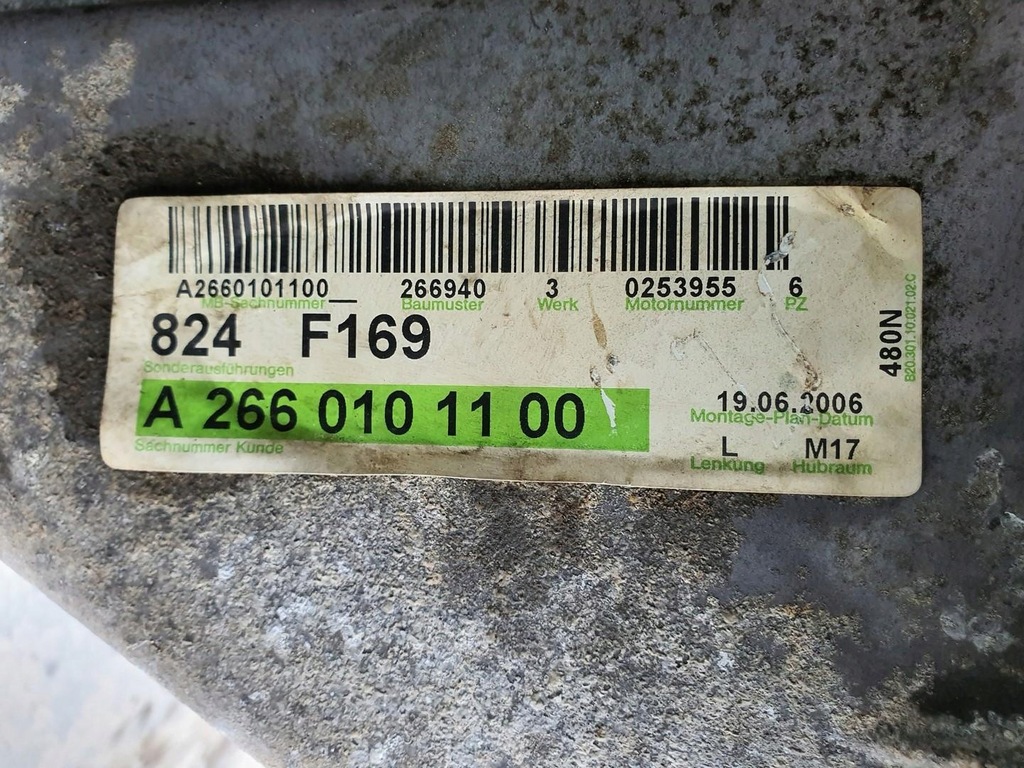 A2660101100__ 266940 3 0253955 6
MB-Sachnummer Baumuster Werk Motornummer PZ
824 F169
Sonderausführungen
A 266 010 11 00
Sachnummer Kunde
19.06.2006
Montage-Plan-Datum
L M17
Lenkung Hubraum
480N
B20.301.10.021.02.C